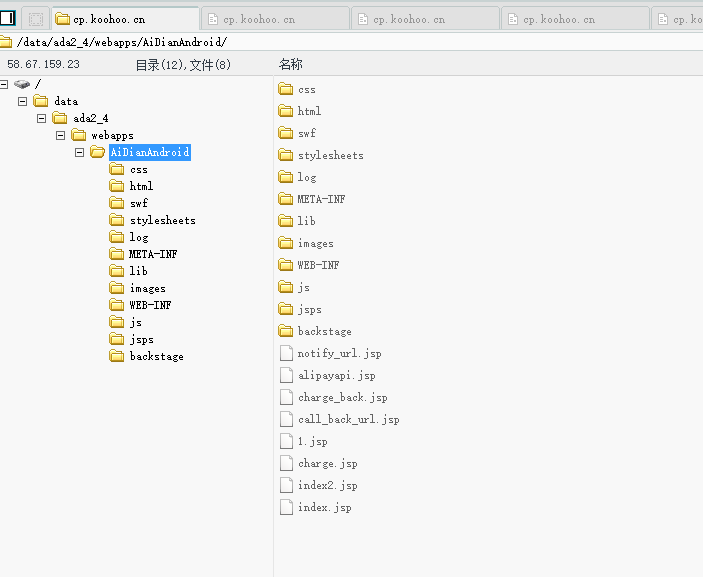 cp.koohoo.cn cp.koohoo.cn cp.koohoo.cn cp.koohoo.cn cp.koo
/data/ada2_4/webapps/AiDianAndroid/
58.67.159.23 目录(12),文件(8) 名称
/
data
ada2_4
webapps
AiDianAndroid
css
html
swf
stylesheets
log
META-INF
lib
images
WEB-INF
js
jsps
backstage
css
html
swf
stylesheets
log
META-INF
lib
images
WEB-INF
js
jsps
backstage
notify_url.jsp
alipayapi.jsp
charge_back.jsp
call_back_url.jsp
1.jsp
charge.jsp
index2.jsp
index.jsp